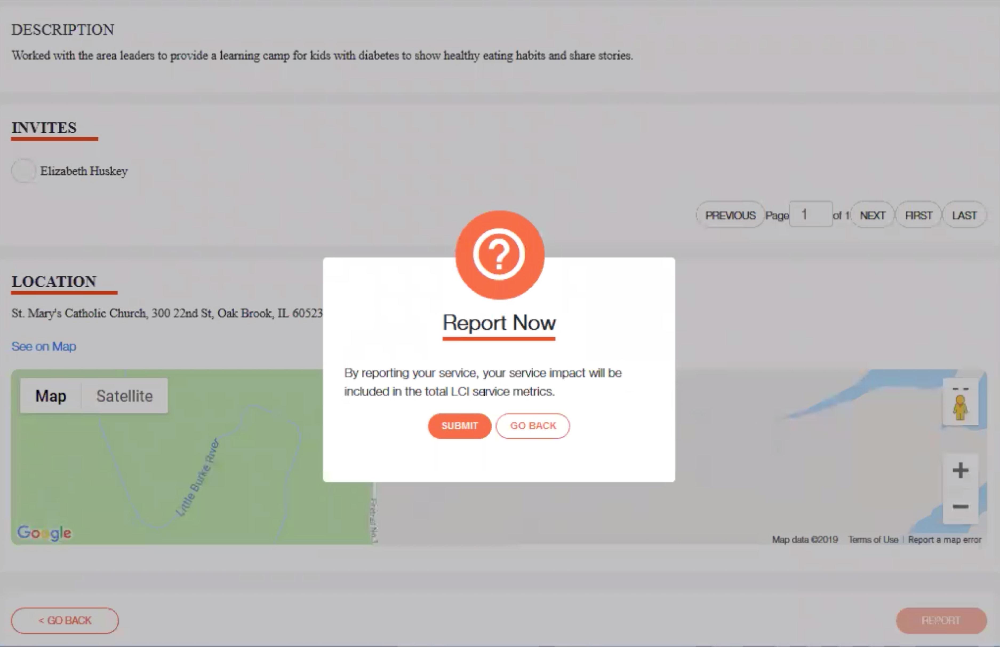 DESCRIPTION
Worked with the area leaders to provide a learning camp for kids with diabetes to show healthy eating habits and share stories.
INVITES
Elizabeth Huskey
PREVIOUS Page 1 of 1 NEXT FIRST LAST
LOCATION
St. Mary's Catholic Church, 300 22nd St, Oak Brook, IL 60523
See on Map
Report Now
By reporting your service, your service impact will be
included in the total LCI service metrics.
SUBMIT GO BACK
Map Satellite
Little Burke River
Google
Map data ©2019 Terms of Use Report a map error
< GO BACK
REPORT